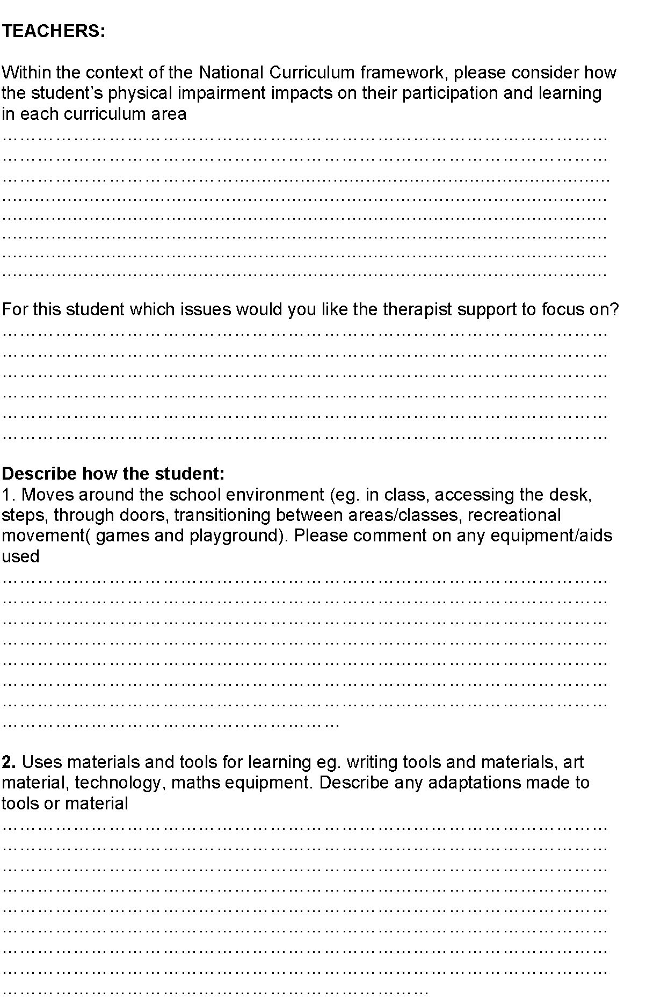 TEACHERS:
Within the context of the National Curriculum framework, please consider how
the student’s physical impairment impacts on their participation and learning
in each curriculum area
……………………………………………………………………………………………
……………………………………………………………………………………………
……………………………………………………………………………………………
……………………………………………………………………………………………
……………………………………………………………………………………………
……………………………………………………………………………………………
……………………………………………………………………………………………
……………………………………………………………………………………………
For this student which issues would you like the therapist support to focus on?
……………………………………………………………………………………………
……………………………………………………………………………………………
……………………………………………………………………………………………
……………………………………………………………………………………………
……………………………………………………………………………………………
……………………………………………………………………………………………
Describe how the student:
1. Moves around the school environment (eg. in class, accessing the desk,
steps, through doors, transitioning between areas/classes, recreational
movement( games and playground). Please comment on any equipment/aids
used
……………………………………………………………………………………………
……………………………………………………………………………………………
……………………………………………………………………………………………
……………………………………………………………………………………………
……………………………………………………………………………………………
……………………………………………………………………………………………
……………………………………………………………………………………………
…………………………………………………
2. Uses materials and tools for learning eg. writing tools and materials, art
material, technology, maths equipment. Describe any adaptations made to
tools or material
……………………………………………………………………………………………
……………………………………………………………………………………………
……………………………………………………………………………………………
……………………………………………………………………………………………
……………………………………………………………………………………………
……………………………………………………………………………………………
……………………………………………………………………………………………
……………………………………………………………………………………………
………………………………………………………………